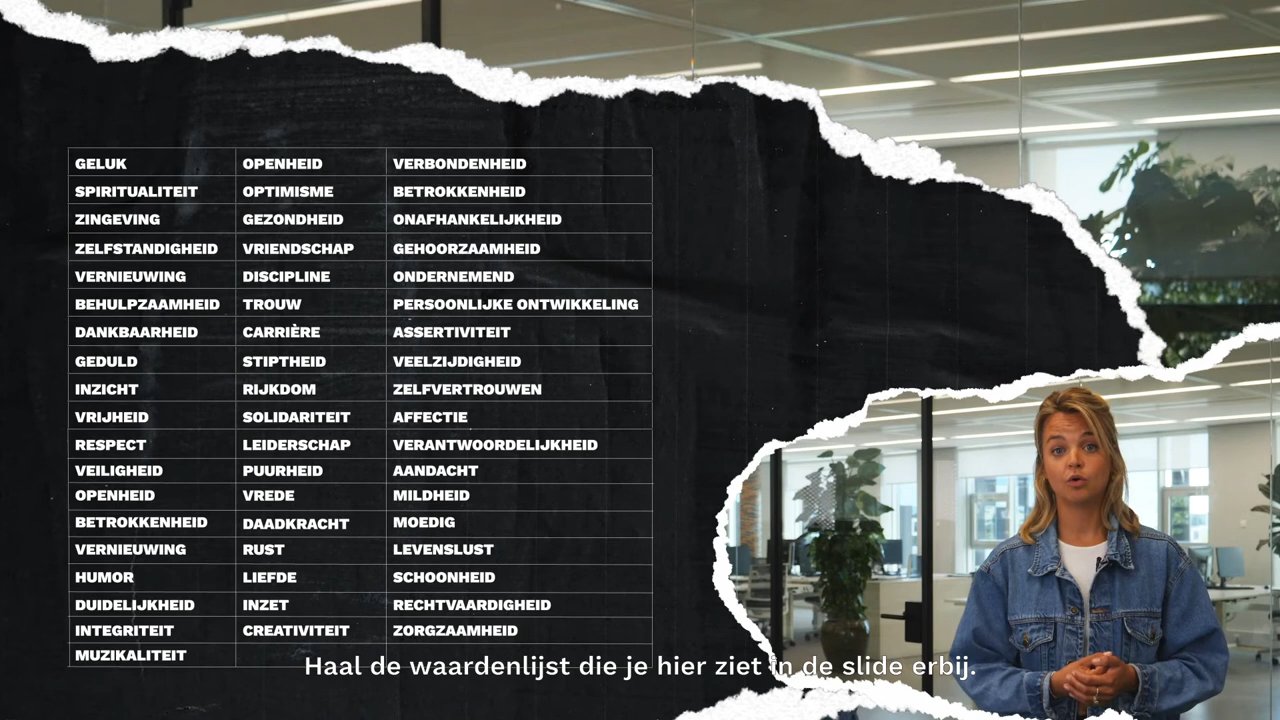 GELUK OPENHEID VERBONDENHEID
SPIRITUALITEIT OPTIMISME BETROKKENHEID
ZINGEVING GEZONDHEID ONAFHANKELIJKHEID
ZELFSTANDIGHEID VRIENDSCHAP GEHOORZAAMHEID
VERNIEUWING DISCIPLINE ONDERNEMEND
BEHULPZAAMHEID TROUW PERSOONLIJKE ONTWIKKELING
DANKBAARHEID CARRIÈRE ASSERTIVITEIT
GEDULD STIPTHEID VEELZIJDIGHEID
INZICHT RIJKDOM ZELFVERTROUWEN
VRIJHEID SOLIDARITEIT AFFECTIE
RESPECT LEIDERSCHAP VERANTWOORDELIJKHEID
VEILIGHEID PUURHEID AANDACHT
OPENHEID VREDE MILDHEID
BETROKKENHEID DAADKRACHT MOEDIG
VERNIEUWING RUST LEVENSLUST
HUMOR LIEFDE SCHOONHEID
DUIDELIJKHEID INZET RECHTVAARDIGHEID
INTEGRITEIT CREATIVITEIT ZORGZAAMHEID
MUZIKALITEIT
Haal de waardenlijst die je hier ziet in de slide erbij.